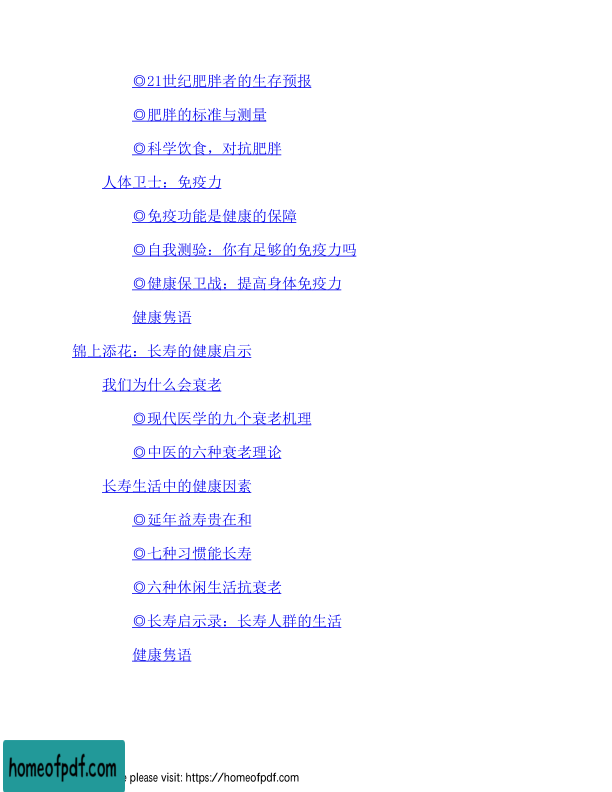 ◎21世纪肥胖者的生存预报
◎肥胖的标准与测量
◎科学饮食，对抗肥胖
人体卫士：免疫力
◎免疫功能是健康的保障
◎自我测验：你有足够的免疫力吗
◎健康保卫战：提高身体免疫力
健康隽语
锦上添花：长寿的健康启示
我们为什么会衰老
◎现代医学的九个衰老机理
◎中医的六种衰老理论
长寿生活中的健康因素
◎延年益寿贵在和
◎七种习惯能长寿
◎六种休闲生活抗衰老
◎长寿启示录：长寿人群的生活
健康隽语
homeofpdf.com
please visit: https://homeofpdf.com